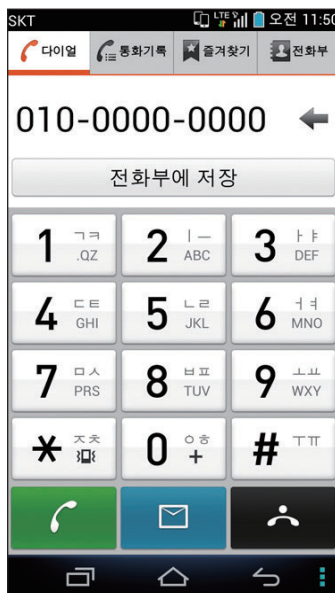 SKT LTE 오전 11:50
다이얼 통화기록 즐겨찾기 전화부
010-0000-0000
전화부에 저장
1 ㄱㅋ .QZ 2 ㅣㅡ ABC 3 ㅏㅑ DEF
4 ㄷㅌ GHI 5 ㄴㄹ JKL 6 ㅓㅕ MNO
7 ㅁㅅ PRS 8 ㅂㅍ TUV 9 ㅗㅛ WXY
* ㅈㅊ 0 ㅇㅎ + # ㅜㅠ